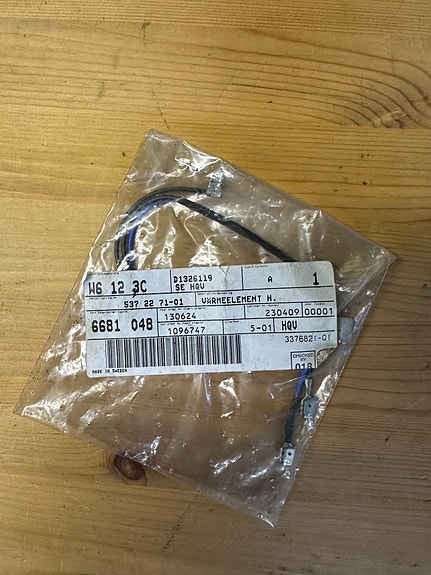 W6 12 3C
D1326119
SE HQV
A
1
537 22 71-01
VÄRMEELEMENT H.
6681 048
130624
230409
00001
1096747
5-01
HQV
3376821-01
MADE IN SWEDEN
CHECKED
BY
018